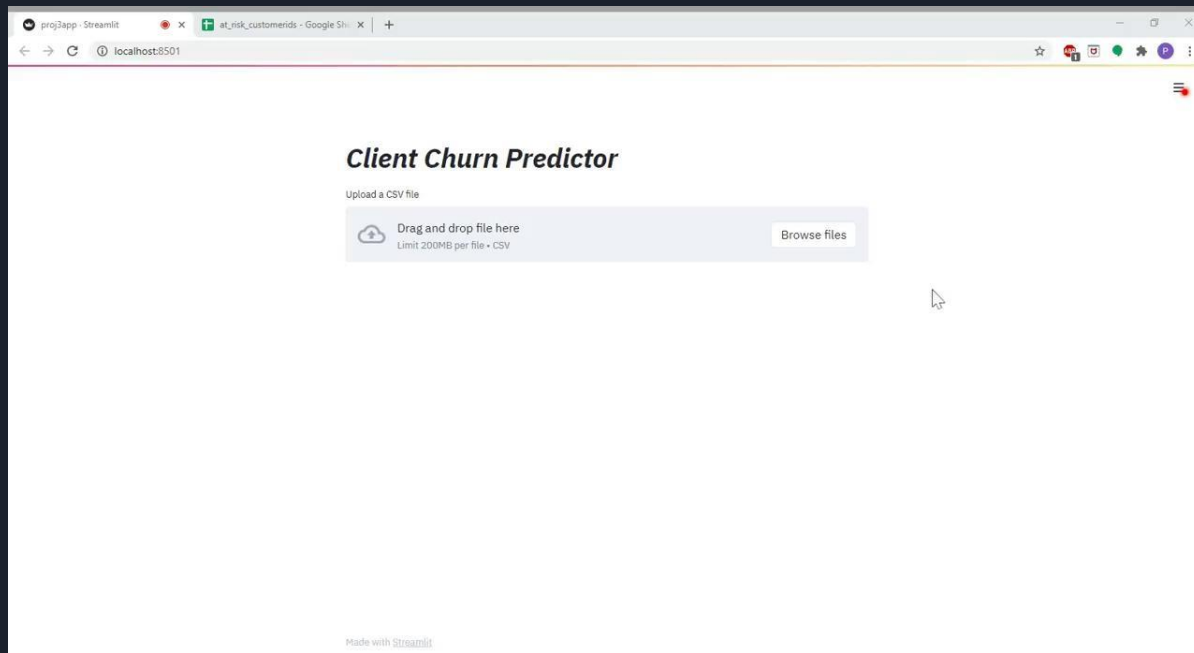 proj3app · Streamlit
at_risk_customerids - Google Sh
localhost:8501
1
P
Client Churn Predictor
Upload a CSV file
Drag and drop file here
Limit 200MB per file • CSV
Browse files
Made with Streamlit